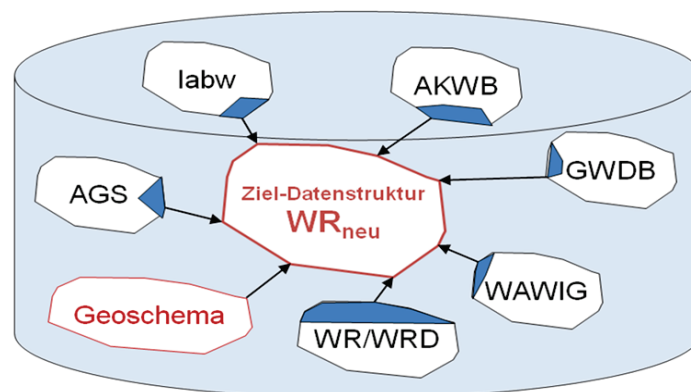 labw
AKWB
GWDB
AGS
Ziel-Datenstruktur
WRneu
WAWIG
Geoschema
WR/WRD